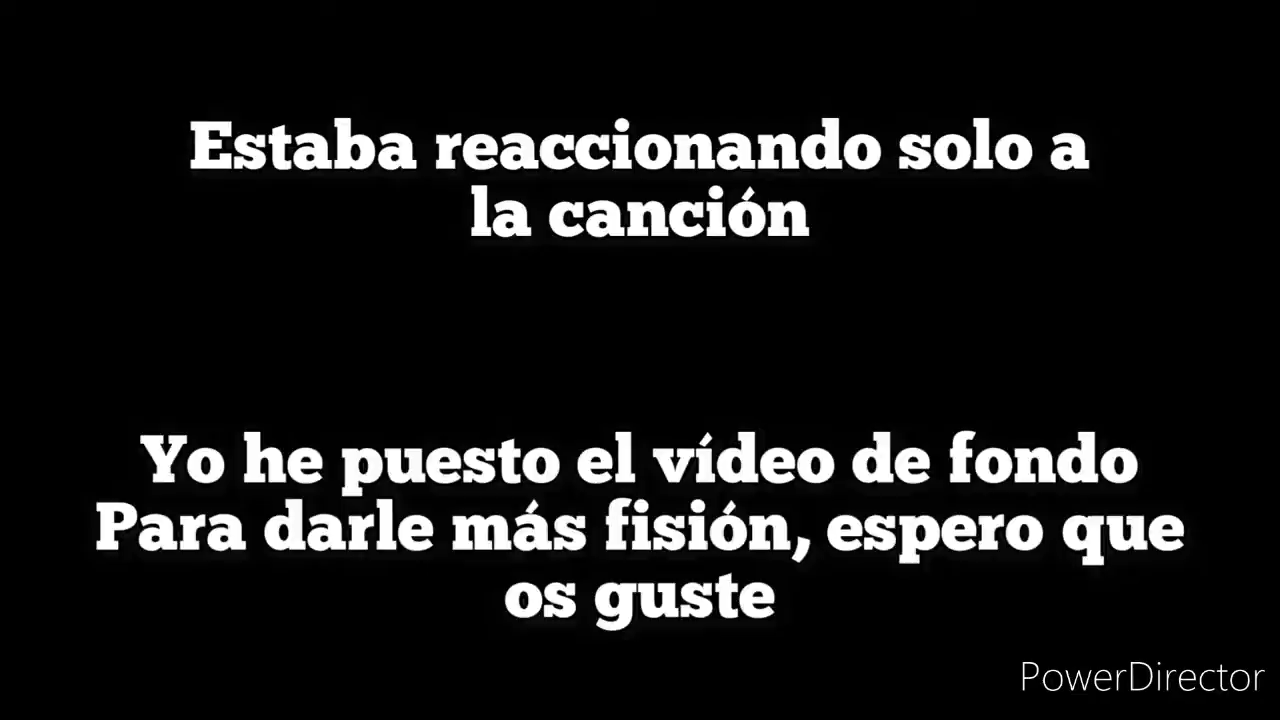 Estaba reaccionando solo a
la canción
Yo he puesto el vídeo de fondo
Para darle más fisión, espero que
os guste
PowerDirector